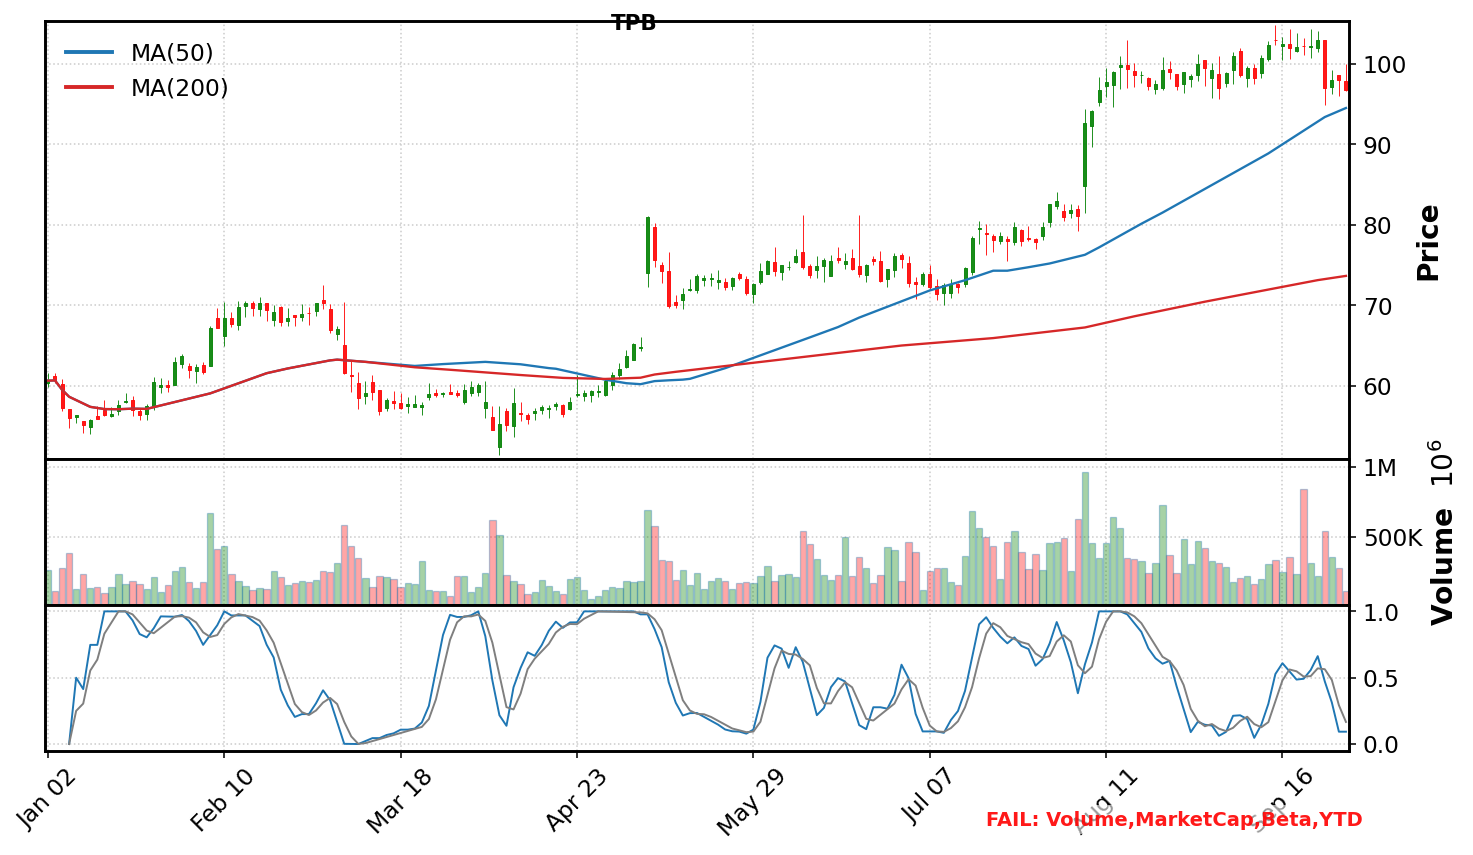 TPB
MA(50)
MA(200)
100
90
80
70
60
Price
1M
500K
Volume 10^6
1.0
0.5
0.0
Jan 02
Feb 10
Mar 18
Apr 23
May 29
Jul 07
Aug 11
Sep 16
FAIL: Volume,MarketCap,Beta,YTD